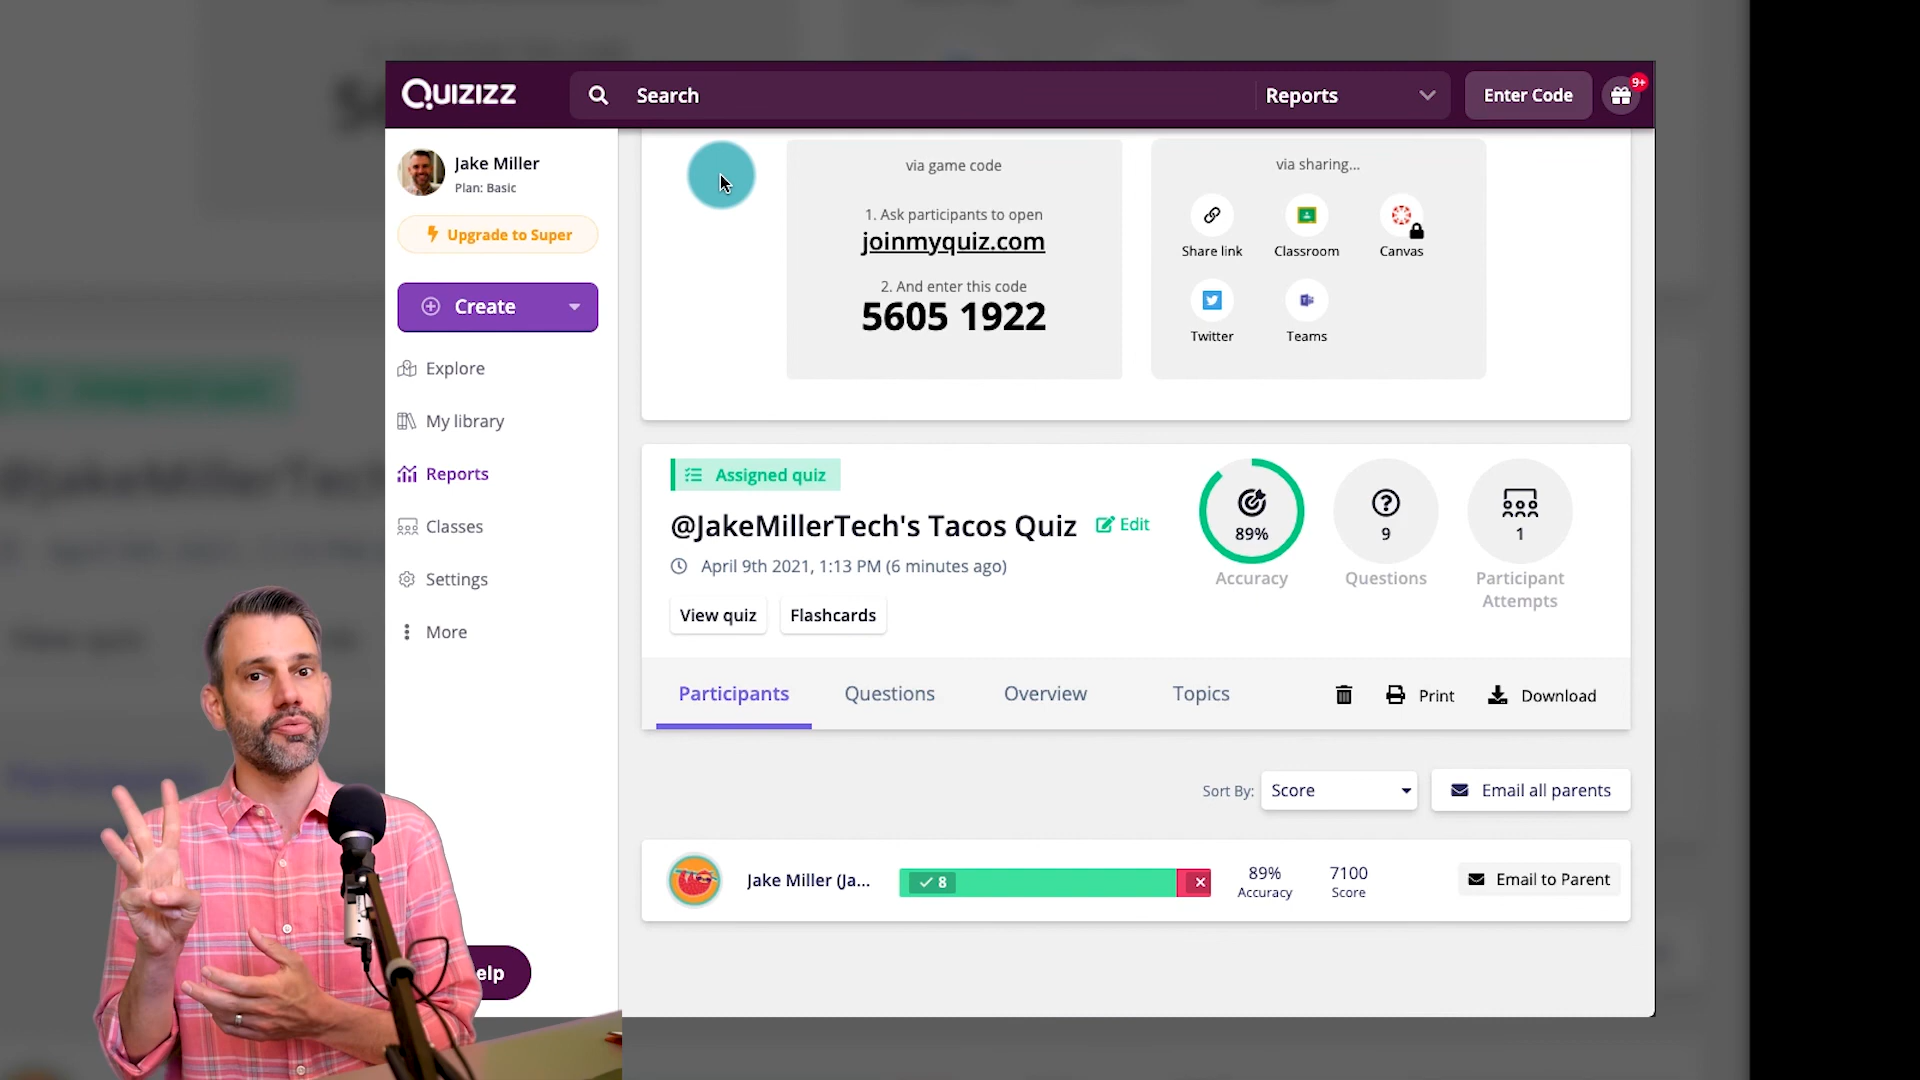 QUIZIZZ
Search
Reports
Enter Code
9+
Jake Miller
Plan: Basic
Upgrade to Super
Create
Explore
My library
Reports
Classes
Settings
More
elp
via game code
1. Ask participants to open
joinmyquiz.com
2. And enter this code
5605 1922
via sharing...
Share link
Classroom
Canvas
Twitter
Teams
Assigned quiz
@JakeMillerTech's Tacos Quiz
Edit
April 9th 2021, 1:13 PM (6 minutes ago)
View quiz
Flashcards
89%
Accuracy
9
Questions
1
Participant
Attempts
Participants
Questions
Overview
Topics
Print
Download
Sort By:
Score
Email all parents
Jake Miller (Ja...
8
89%
Accuracy
7100
Score
Email to Parent